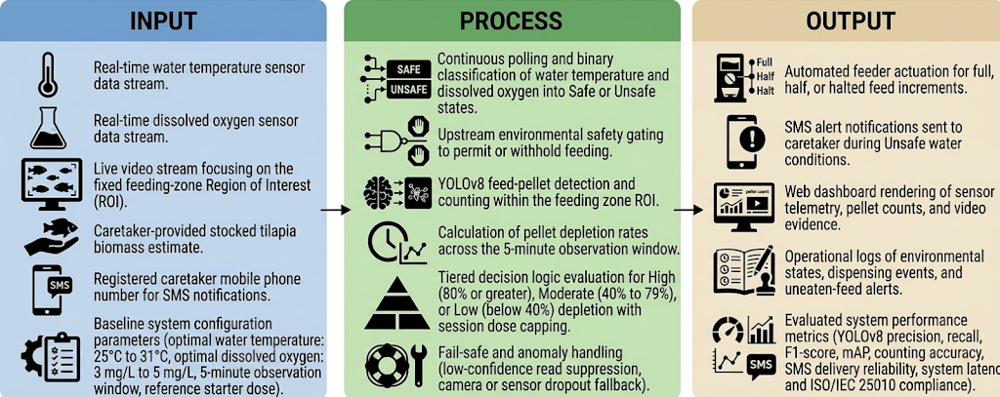 INPUT
Real-time water temperature sensor
data stream.
Real-time dissolved oxygen sensor
data stream.
Live video stream focusing on the
fixed feeding-zone Region of Interest
(ROI).
Caretaker-provided stocked tilapia
biomass estimate.
SMS
Registered caretaker mobile phone
number for SMS notifications.
Baseline system configuration
parameters (optimal water temperature:
25°C to 31°C, optimal dissolved oxygen:
3 mg/L to 5 mg/L, 5-minute observation
window, reference starter dose).
PROCESS
SAFE
UNSAFE
Continuous polling and binary
classification of water temperature and
dissolved oxygen into Safe or Unsafe
states.
Upstream environmental safety gating
to permit or withhold feeding.
YOLOv8 feed-pellet detection and
counting within the feeding zone ROI.
Calculation of pellet depletion rates
across the 5-minute observation window.
Tiered decision logic evaluation for High
(80% or greater), Moderate (40% to 79%),
or Low (below 40%) depletion with
session dose capping.
Fail-safe and anomaly handling
(low-confidence read suppression,
camera or sensor dropout fallback).
OUTPUT
Full
Half
Halt
Automated feeder actuation for full,
half, or halted feed increments.
SMS alert notifications sent to
caretaker during Unsafe water
conditions.
pellet count
Web dashboard rendering of sensor
telemetry, pellet counts, and video
evidence.
Operational logs of environmental
states, dispensing events, and
uneaten-feed alerts.
SMS
Evaluated system performance
metrics (YOLOv8 precision, recall,
F1-score, mAP, counting accuracy,
SMS delivery reliability, system latenc
and ISO/IEC 25010 compliance).